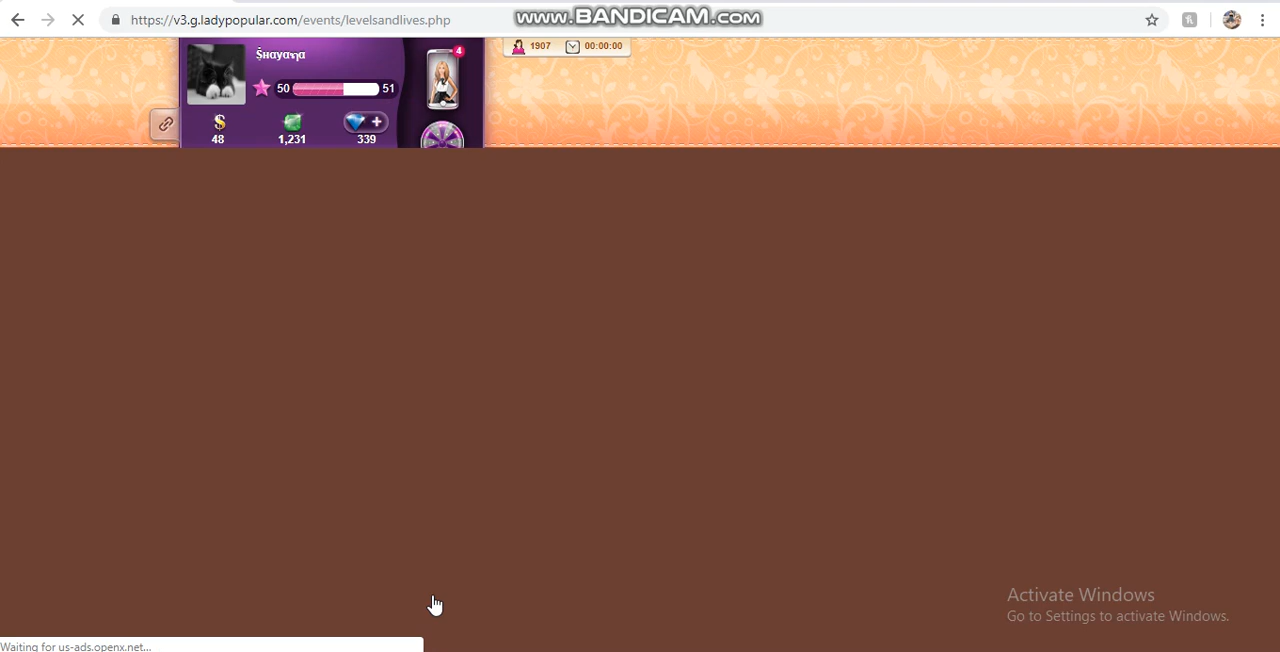 https://v3.g.ladypopular.com/events/levelsandlives.php
www.BANDICAM.com
4
1907 00:00:00
50 51
$
48 1,231 339
Activate Windows
Go to Settings to activate Windows.
Waiting for us-ads.openx.net...